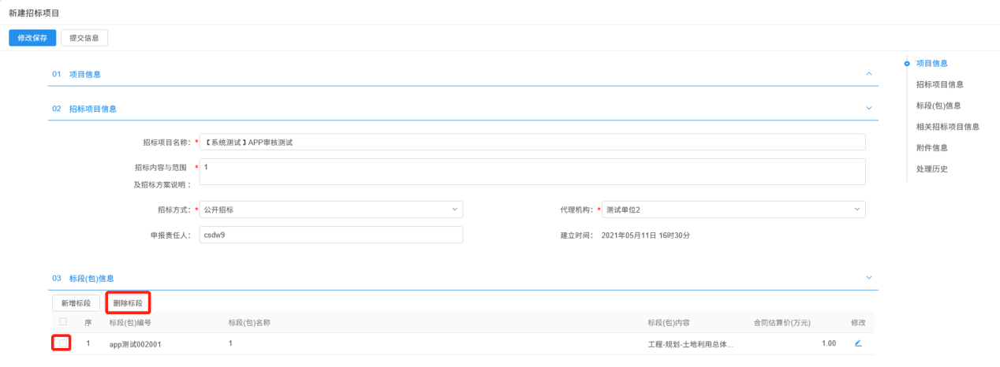 新建招标项目
修改保存 提交信息
01 项目信息
02 招标项目信息
招标项目名称: * 【系统测试】APP审核测试
招标内容与范围 * 1
及招标方案说明：
招标方式: * 公开招标 代理机构: * 测试单位2
申报责任人: csdw9 建立时间: 2021年05月11日 16时30分
03 标段(包)信息
新增标段 删除标段
序 标段(包)编号 标段(包)名称 标段(包)内容 合同估算价(万元) 修改
1 app测试002001 1 工程-规划-土地利用总体... 1.00
项目信息
招标项目信息
标段(包)信息
相关招标项目信息
附件信息
处理历史